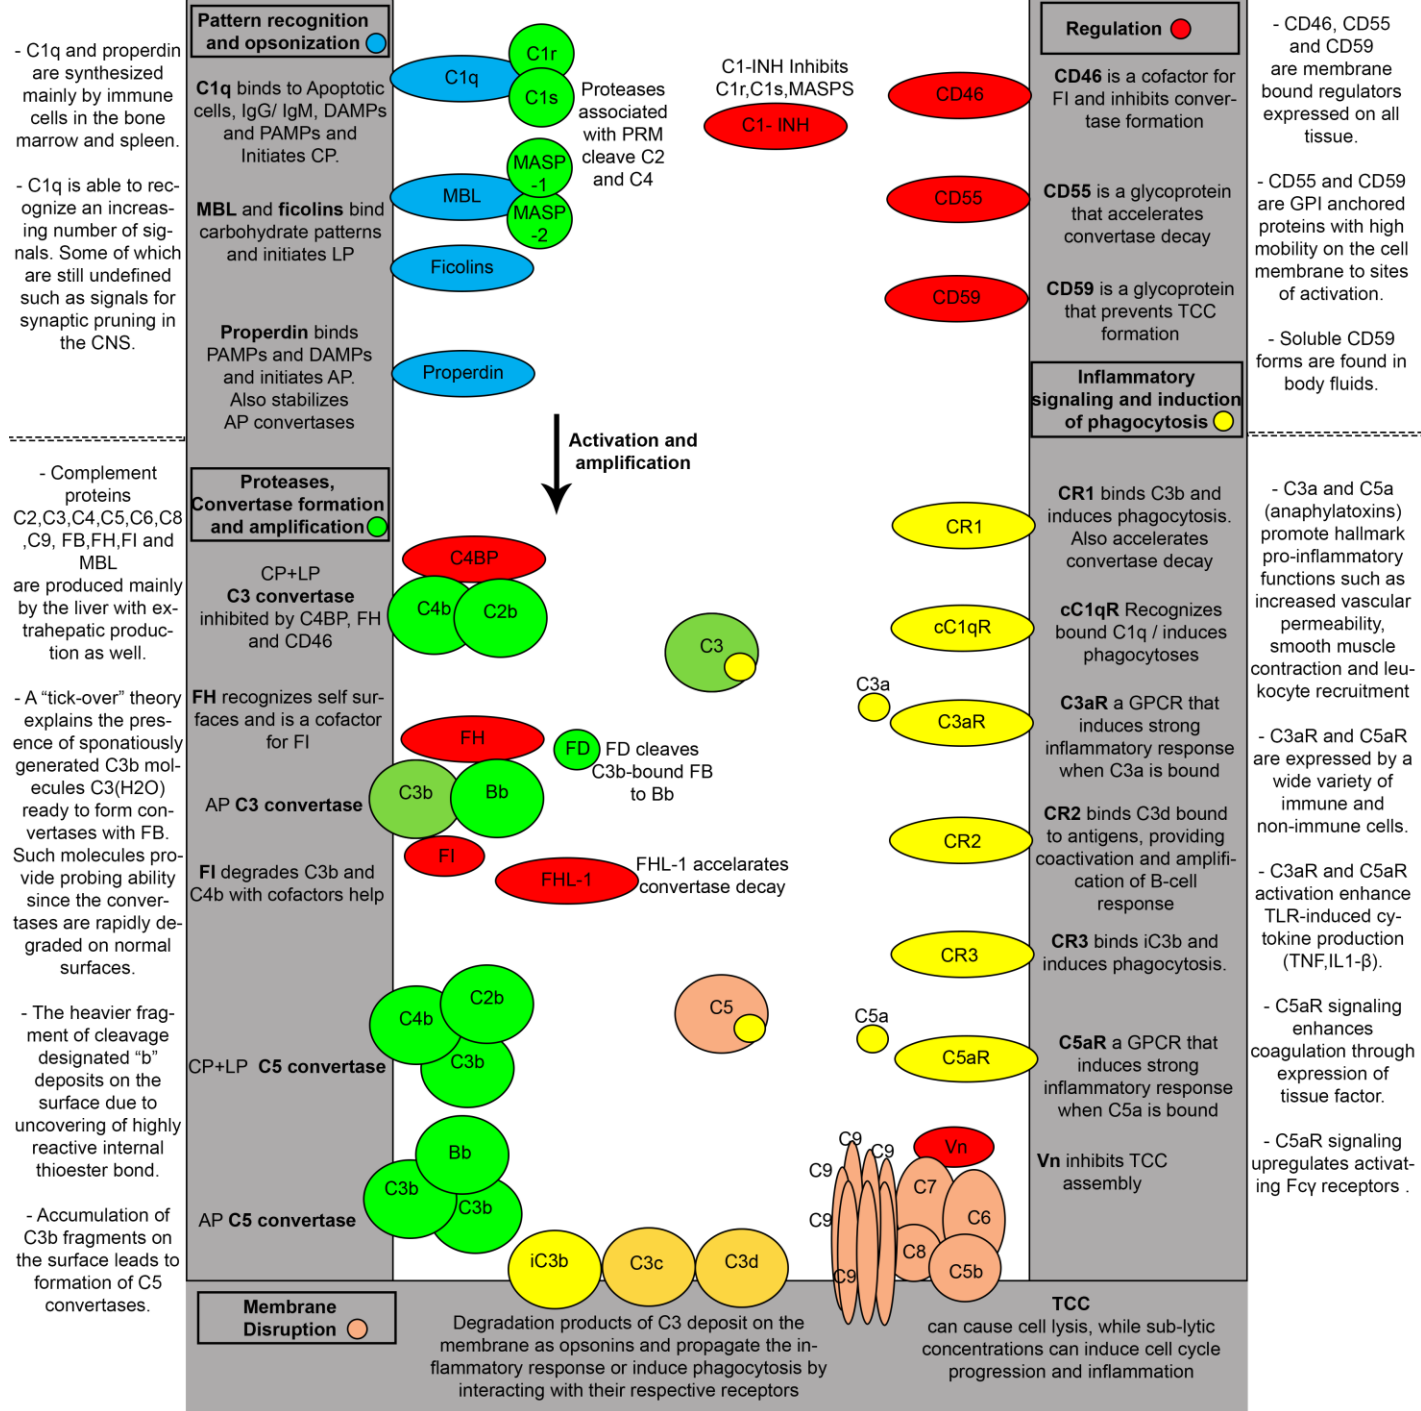 - C1q and properdin
are synthesized
mainly by immune
cells in the bone
marrow and spleen.
- C1q is able to rec-
ognize an increas-
ing number of sig-
nals. Some of which
are still undefined
such as signals for
synaptic pruning in
the CNS.
- Complement
proteins
C2,C3,C4,C5,C6,C8
,C9, FB,FH,FI and
MBL
are produced mainly
by the liver with ex-
trahepatic produc-
tion as well.
- A “tick-over” theory
explains the pres-
ence of sponatiously
generated C3b mol-
ecules C3(H2O)
ready to form con-
vertases with FB.
Such molecules pro-
vide probing ability
since the conver-
tases are rapidly de-
graded on normal
surfaces.
- The heavier frag-
ment of cleavage
designated “b”
deposits on the
surface due to
uncovering of highly
reactive internal
thioester bond.
- Accumulation of
C3b fragments on
the surface leads to
formation of C5
convertases.
Pattern recognition
and opsonization
C1q binds to Apoptotic
cells, IgG/ IgM, DAMPs
and PAMPs and
Initiates CP.
MBL and ficolins bind
carbohydrate patterns
and initiates LP
Properdin binds
PAMPs and DAMPs
and initiates AP.
Also stabilizes
AP convertases
Proteases,
Convertase formation
and amplification
CP+LP
C3 convertase
inhibited by C4BP, FH
and CD46
FH recognizes self sur-
faces and is a cofactor
for FI
AP C3 convertase
FI degrades C3b and
C4b with cofactors help
CP+LP C5 convertase
AP C5 convertase
Membrane
Disruption
C1q
C1r
C1s
Proteases
associated
with PRM
cleave C2
and C4
MBL
MASP
-1
MASP
-2
Ficolins
Properdin
C1-INH Inhibits
C1r,C1s,MASPS
C1- INH
Activation and
amplification
C4BP
C4b
C2b
C3
FH
FD
FD cleaves
C3b-bound FB
to Bb
C3b
Bb
FI
FHL-1
FHL-1 accelarates
convertase decay
C2b
C4b
C3b
C5
Bb
C3b
C3b
iC3b
C3c
C3d
Degradation products of C3 deposit on the
membrane as opsonins and propagate the in-
flammatory response or induce phagocytosis by
interacting with their respective receptors
CD46
CD55
CD59
CR1
cC1qR
C3a
C3aR
CR2
CR3
C5a
C5aR
C9
C9
C9
C9
C9
Vn
C7
C6
C8
C5b
Regulation
CD46 is a cofactor for
FI and inhibits conver-
tase formation
CD55 is a glycoprotein
that accelerates
convertase decay
CD59 is a glycoprotein
that prevents TCC
formation
Inflammatory
signaling and induction
of phagocytosis
CR1 binds C3b and
induces phagocytosis.
Also accelerates
convertase decay
cC1qR Recognizes
bound C1q / induces
phagocytoses
C3aR a GPCR that
induces strong
inflammatory response
when C3a is bound
CR2 binds C3d bound
to antigens, providing
coactivation and amplifi-
cation of B-cell
response
CR3 binds iC3b and
induces phagocytosis.
C5aR a GPCR that
induces strong
inflammatory response
when C5a is bound
Vn inhibits TCC
assembly
TCC
can cause cell lysis, while sub-lytic
concentrations can induce cell cycle
progression and inflammation
- CD46, CD55
and CD59
are membrane
bound regulators
expressed on all
tissue.
- CD55 and CD59
are GPI anchored
proteins with high
mobility on the cell
membrane to sites
of activation.
- Soluble CD59
forms are found in
body fluids.
- C3a and C5a
(anaphylatoxins)
promote hallmark
pro-inflammatory
functions such as
increased vascular
permeability,
smooth muscle
contraction and leu-
kocyte recruitment
- C3aR and C5aR
are expressed by a
wide variety of
immune and
non-immune cells.
- C3aR and C5aR
activation enhance
TLR-induced cy-
tokine production
(TNF,IL1-β).
- C5aR signaling
enhances
coagulation through
expression of
tissue factor.
- C5aR signaling
upregulates activat-
ing Fcγ receptors .